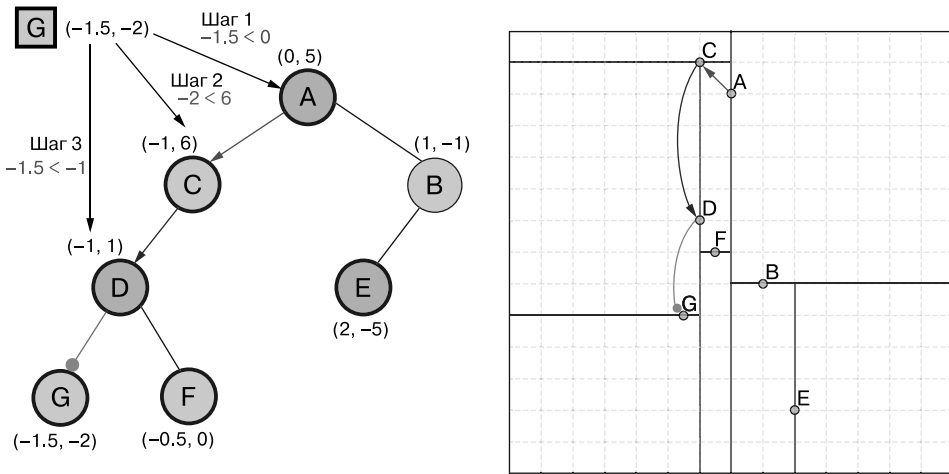 G (−1.5, −2)
Шаг 1
−1.5 < 0
(0, 5)
A
Шаг 2
−2 < 6
Шаг 3
−1.5 < −1
(−1, 6)
C
(1, −1)
B
(−1, 1)
D
E
(2, −5)
G
(−1.5, −2)
F
(−0.5, 0)
C
A
D
F
B
G
E